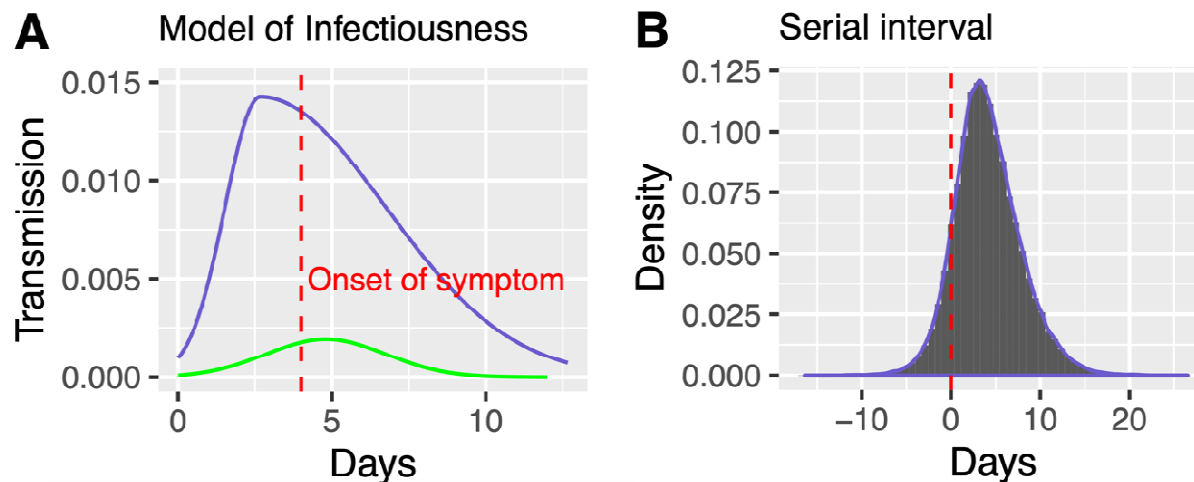 A
Model of Infectiousness
0.015
0.010
0.005
0.000
Transmission
Onset of symptom
0
5
10
Days
B
Serial interval
0.125
0.100
0.075
0.050
0.025
0.000
Density
−10
0
10
20
Days